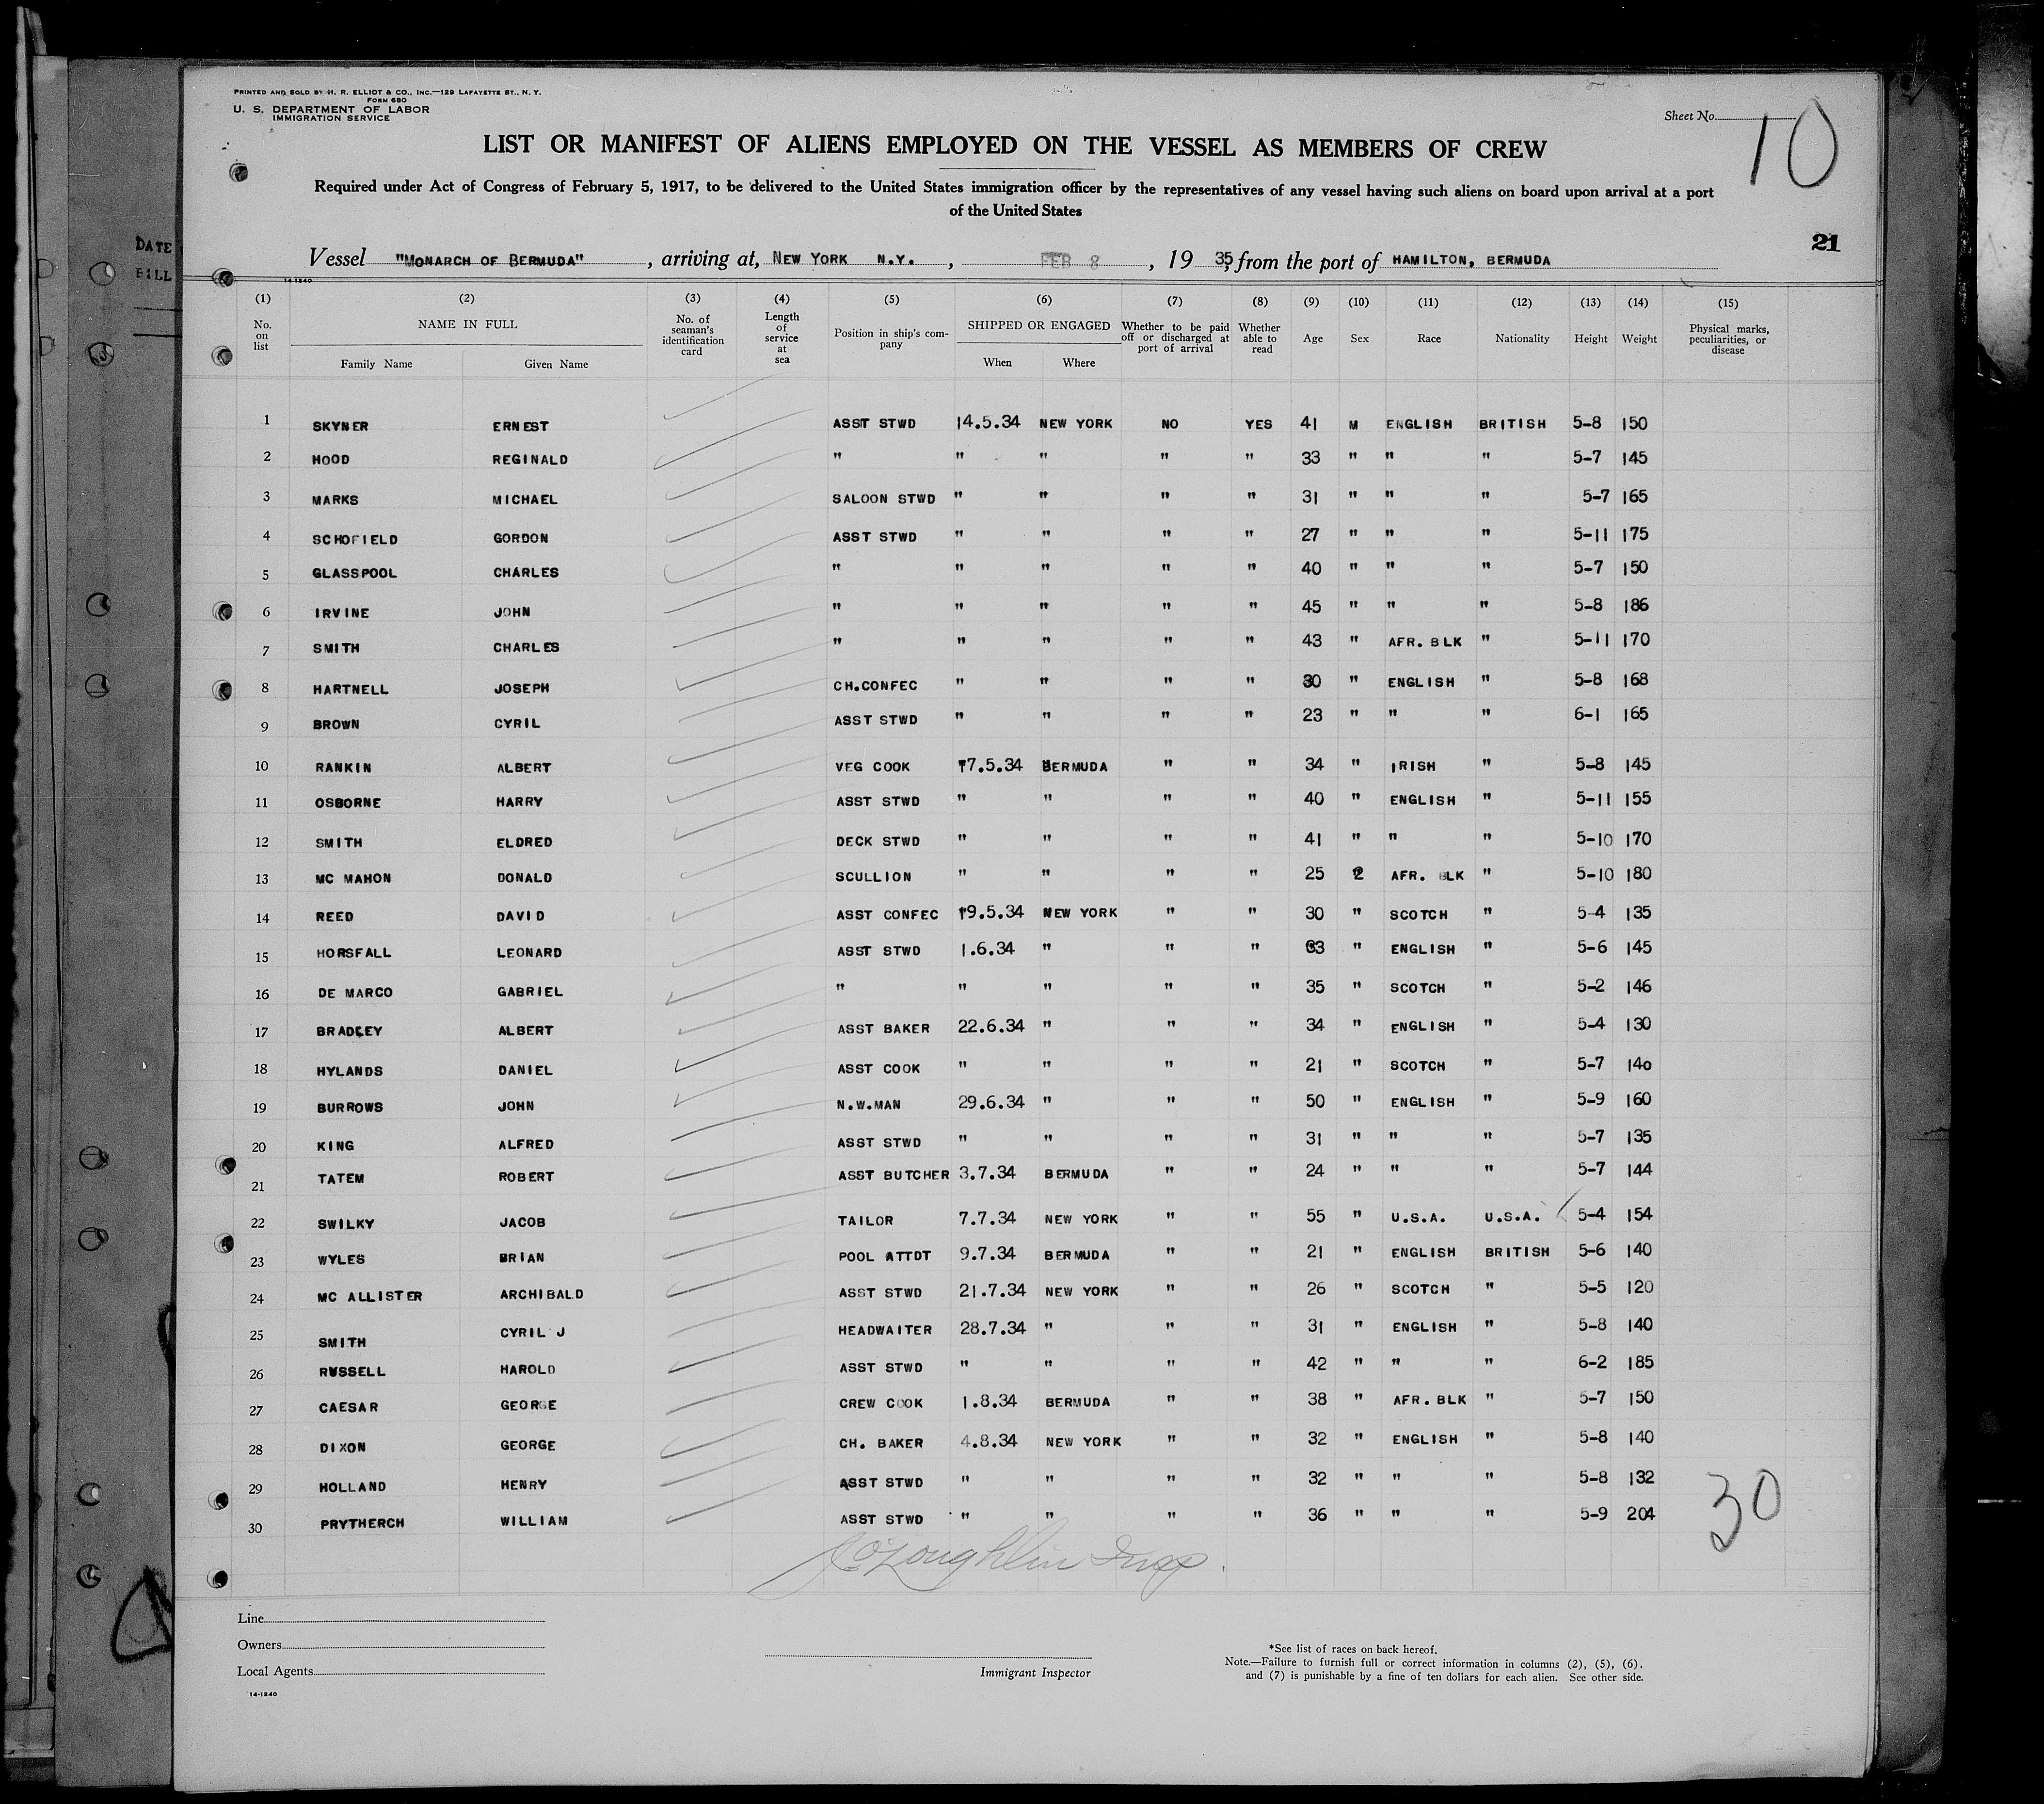 PRINTED AND SOLD BY H. R. ELLIOT & CO., INC.—129 LAFAYETTE ST., N. Y.
FORM 680
U. S. DEPARTMENT OF LABOR
IMMIGRATION SERVICE
Sheet No. 10
LIST OR MANIFEST OF ALIENS EMPLOYED ON THE VESSEL AS MEMBERS OF CREW
Required under Act of Congress of February 5, 1917, to be delivered to the United States immigration officer by the representatives of any vessel having such aliens on board upon arrival at a port
of the United States
21
DATE
Vessel "MONARCH OF BERMUDA", arriving at, NEW YORK N.Y., FEB 8, 19 35, from the port of HAMILTON, BERMUDA
14-1240
(1) (2) (3) (4) (5) (6) (7) (8) (9) (10) (11) (12) (13) (14) (15)
No. on list NAME IN FULL Family Name Given Name No. of seaman's identification card Length of service at sea Position in ship's company SHIPPED OR ENGAGED When Where Whether to be paid off or discharged at port of arrival Whether able to read Age Sex Race Nationality Height Weight Physical marks, peculiarities, or disease
1 SKYNER ERNEST ASST STWD 14.5.34 NEW YORK NO YES 41 M ENGLISH BRITISH 5-8 150
2 HOOD REGINALD " " " " " 33 " " " 5-7 145
3 MARKS MICHAEL SALOON STWD " " " " 31 " " " 5-7 165
4 SCHOFIELD GORDON ASST STWD " " " " 27 " " " 5-11 175
5 GLASSPOOL CHARLES " " " " " 40 " " " 5-7 150
6 IRVINE JOHN " " " " " 45 " " " 5-8 186
7 SMITH CHARLES " " " " " 43 " AFR. BLK " 5-11 170
8 HARTNELL JOSEPH CH.CONFEC " " " " 30 " ENGLISH " 5-8 168
9 BROWN CYRIL ASST STWD " " " " 23 " " " 6-1 165
10 RANKIN ALBERT VEG COOK 17.5.34 BERMUDA " " 34 " IRISH " 5-8 145
11 OSBORNE HARRY ASST STWD " " " " 40 " ENGLISH " 5-11 155
12 SMITH ELDRED DECK STWD " " " " 41 " " " 5-10 170
13 MC MAHON DONALD SCULLION " " " " 25 2 AFR. BLK " 5-10 180
14 REED DAVID ASST CONFEC 19.5.34 NEW YORK " " 30 " SCOTCH " 5-4 135
15 HORSFALL LEONARD ASST STWD 1.6.34 " " " 33 " ENGLISH " 5-6 145
16 DE MARCO GABRIEL " " " " " 35 " SCOTCH " 5-2 146
17 BRADLEY ALBERT ASST BAKER 22.6.34 " " " 34 " ENGLISH " 5-4 130
18 HYLANDS DANIEL ASST COOK " " " " 21 " SCOTCH " 5-7 140
19 BURROWS JOHN N.W.MAN 29.6.34 " " " 50 " ENGLISH " 5-9 160
20 KING ALFRED ASST STWD " " " " 31 " " " 5-7 135
21 TATEM ROBERT ASST BUTCHER 3.7.34 BERMUDA " " 24 " " " 5-7 144
22 SWILKY JACOB TAILOR 7.7.34 NEW YORK " " 55 " U.S.A. U.S.A. 5-4 154
23 WYLES BRIAN POOL ATTDT 9.7.34 BERMUDA " " 21 " ENGLISH BRITISH 5-6 140
24 MC ALLISTER ARCHIBALD ASST STWD 21.7.34 NEW YORK " " 26 " SCOTCH " 5-5 120
25 SMITH CYRIL J HEADWAITER 28.7.34 " " " 31 " ENGLISH " 5-8 140
26 RUSSELL HAROLD ASST STWD " " " " 42 " " " 6-2 185
27 CAESAR GEORGE CREW COOK 1.8.34 BERMUDA " " 38 " AFR. BLK " 5-7 150
28 DIXON GEORGE CH. BAKER 4.8.34 NEW YORK " " 32 " ENGLISH " 5-8 140
29 HOLLAND HENRY ASST STWD " " " " 32 " " " 5-8 132
30 PRYTHERCH WILLIAM ASST STWD " " " " 36 " " " 5-9 204
30
O'Loughlin Insp.
Line
Owners
Local Agents
14-1240
Immigrant Inspector
*See list of races on back hereof.
Note.—Failure to furnish full or correct information in columns (2), (5), (6),
and (7) is punishable by a fine of ten dollars for each alien. See other side.